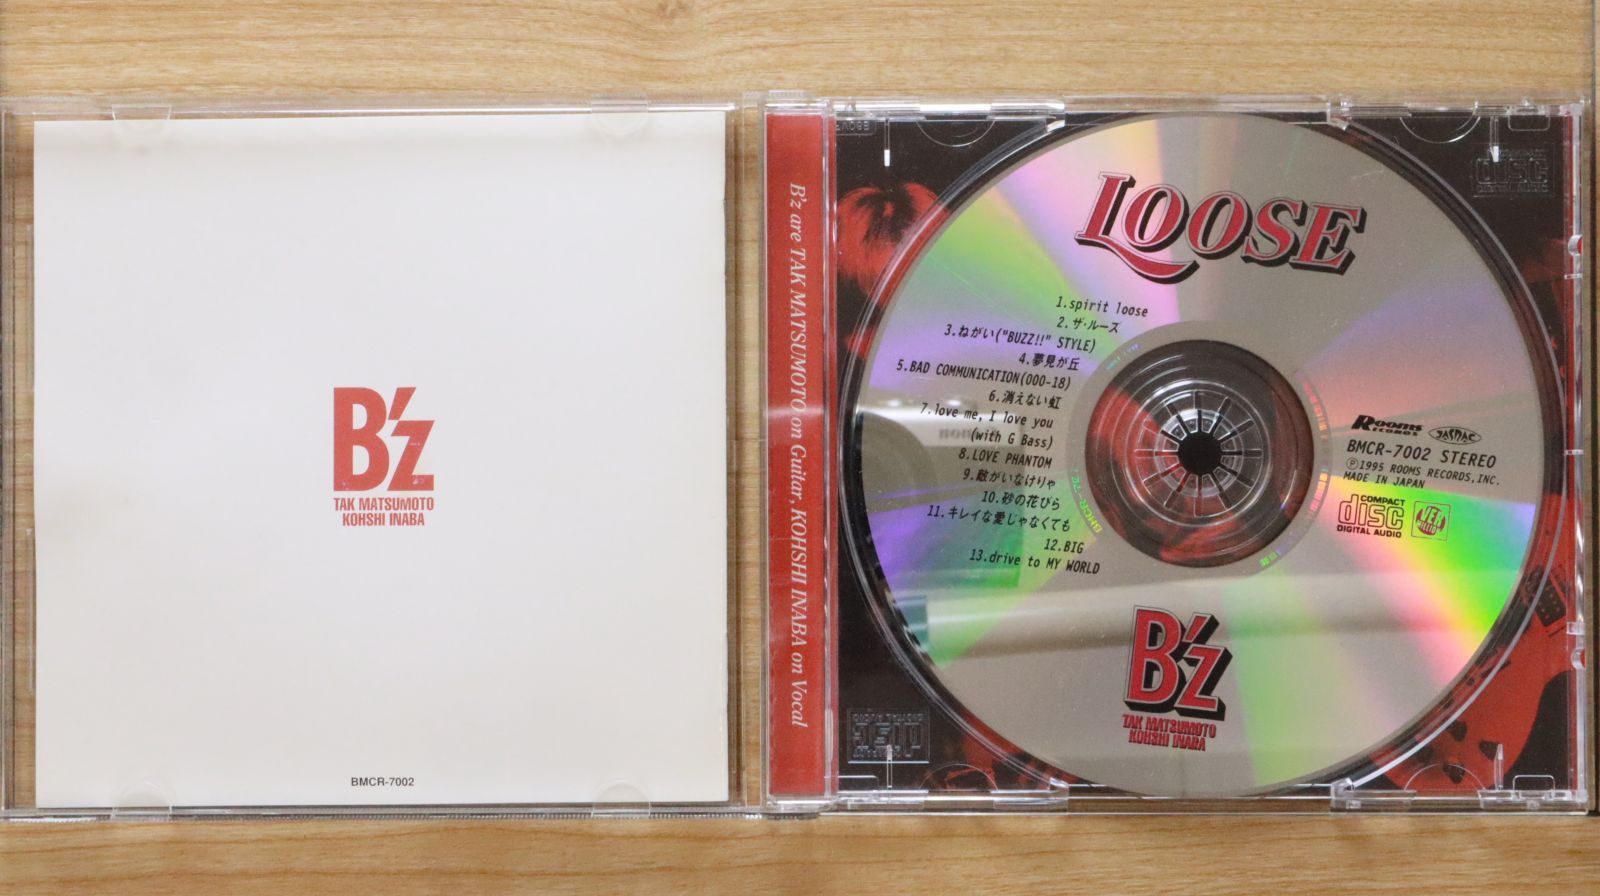 B'z
TAK MATSUMOTO
KOHSHI INABA
BMCR-7002
B'z are TAK MATSUMOTO on Guitar, KOHSHI INABA on Vocal
LOOSE
1.spirit loose
2.ザ・ルーズ
3.ねがい("BUZZ!!" STYLE)
4.夢見が丘
5.BAD COMMUNICATION(000-18)
6.消えない虹
7.love me, I love you
(with G Bass)
8.LOVE PHANTOM
9.敵がいなけりゃ
10.砂の花びら
11.キレイな愛じゃなくても
12.BIG
13.drive to MY WORLD
ROOMS
RECORDS
JASRAC
BMCR-7002 STEREO
Ⓟ1995 ROOMS RECORDS,INC.
MADE IN JAPAN
COMPACT
disc
DIGITAL AUDIO
B'z
TAK MATSUMOTO
KOHSHI INABA